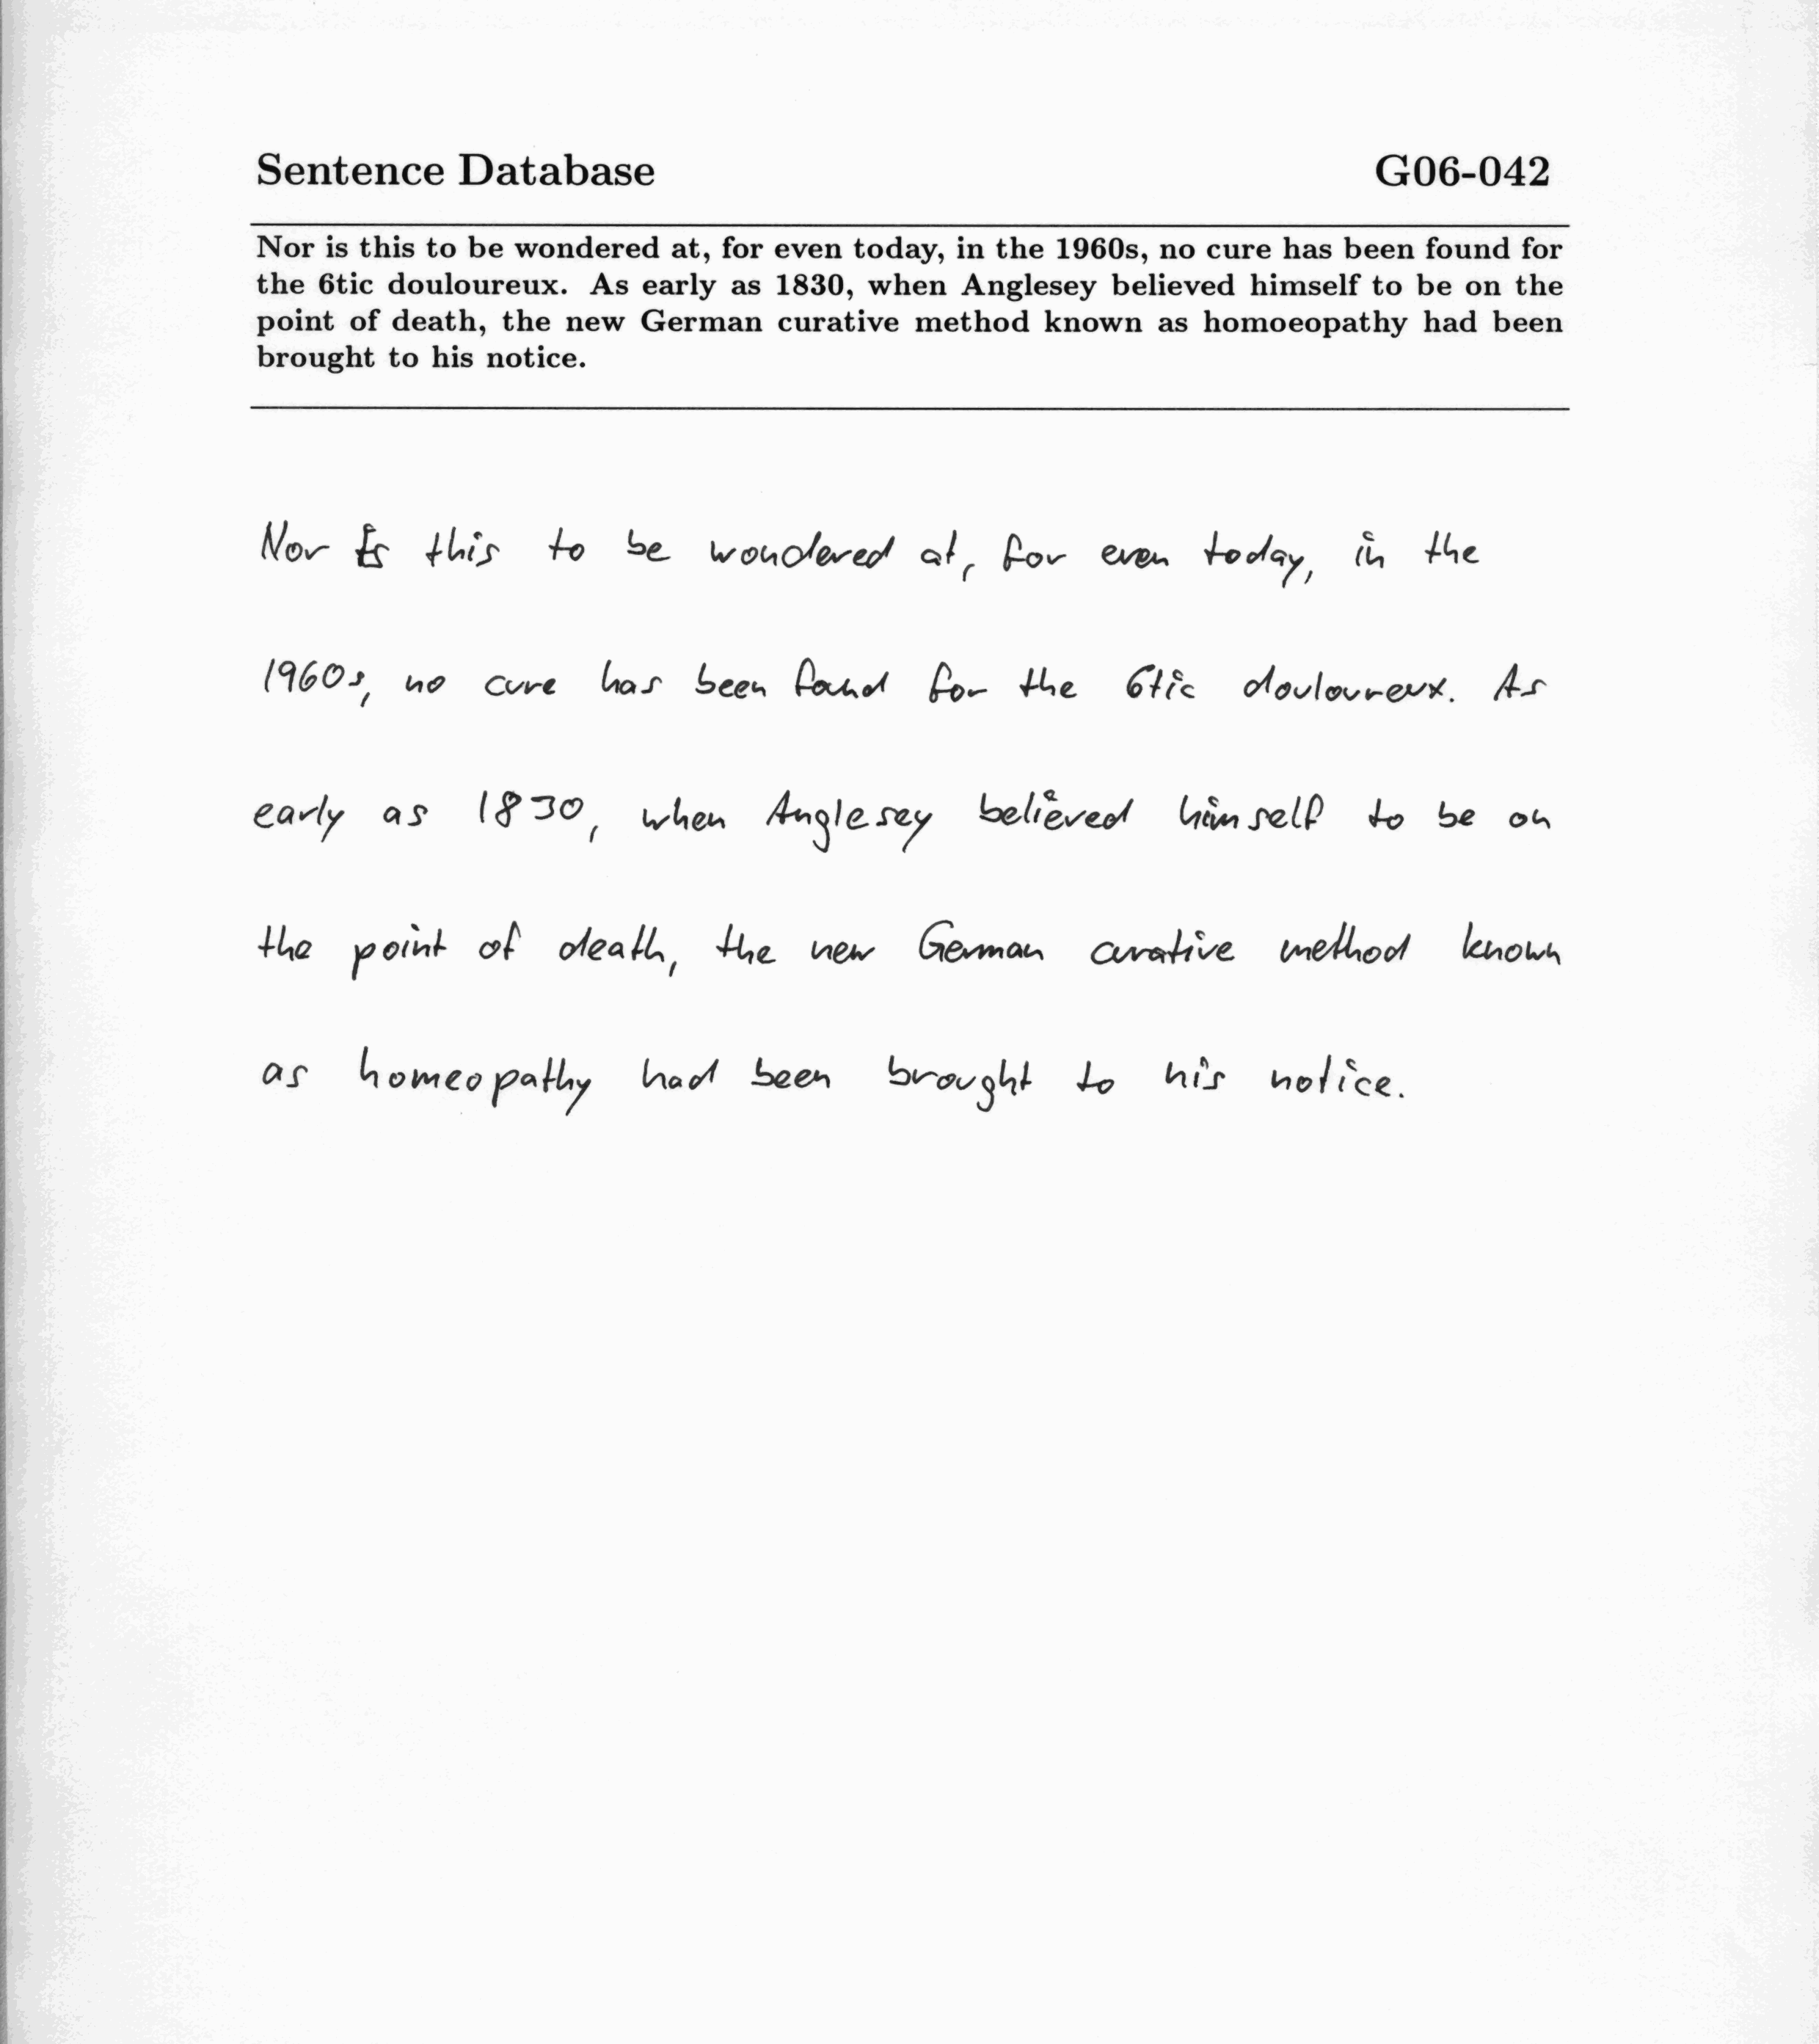 Sentence Database G06-042
Nor is this to be wondered at, for even today, in the 1960s, no cure has been found for
the 6tic douloureux. As early as 1830, when Anglesey believed himself to be on the
point of death, the new German curative method known as homoeopathy had been
brought to his notice.
Nor Is this to be wondered at, for even today, in the
1960s, no cure has been found for the 6tic douloureux. As
early as 1830, when Anglesey believed himself to be on
the point of death, the new German curative method known
as homeopathy had been brought to his notice.